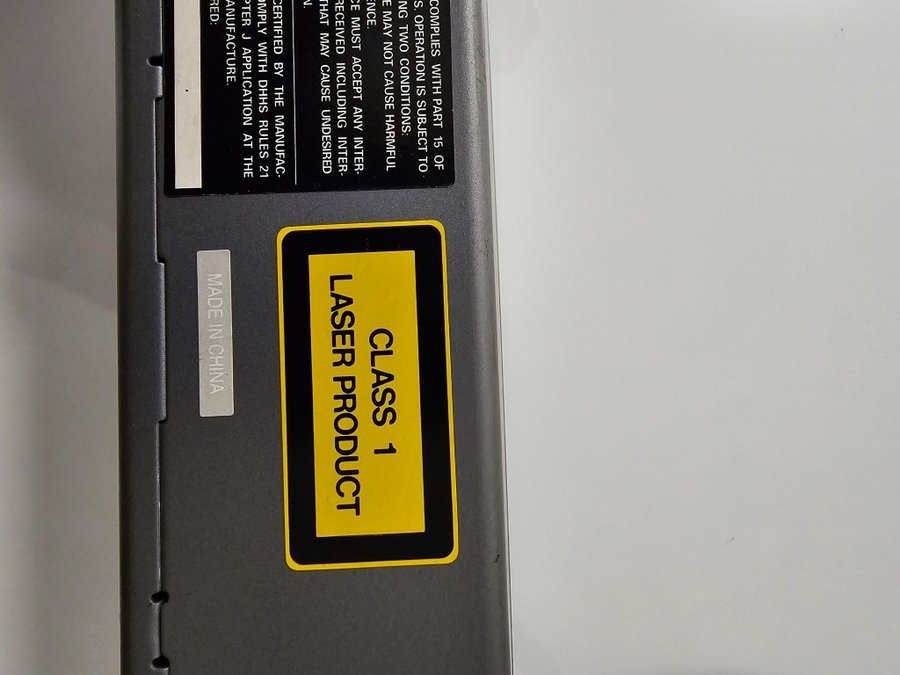 COMPLIES WITH PART 15 OF
S. OPERATION IS SUBJECT TO
NG TWO CONDITIONS:
E MAY NOT CAUSE HARMFUL
ENCE.
CE MUST ACCEPT ANY INTER-
RECEIVED INCLUDING INTER-
THAT MAY CAUSE UNDESIRED
N.
CERTIFIED BY THE MANUFAC-
OMPLY WITH DHHS RULES 21
PTER J APPLICATION AT THE
ANUFACTURE.
RED:
CLASS 1
LASER PRODUCT
MADE IN CHINA